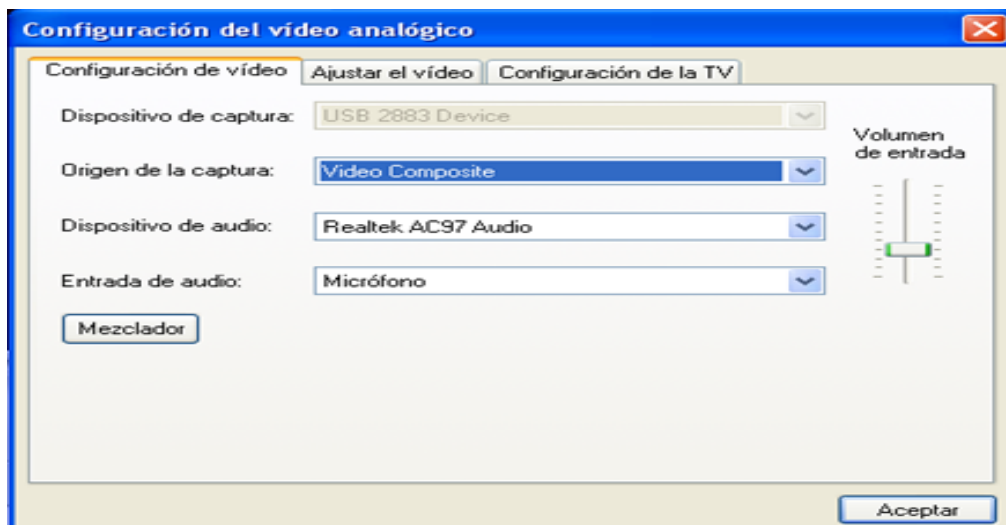 Configuración del vídeo analógico
Configuración de vídeo
Ajustar el vídeo
Configuración de la TV
Dispositivo de captura:
USB 2883 Device
Origen de la captura:
Video Composite
Dispositivo de audio:
Realtek AC97 Audio
Entrada de audio:
Micrófono
Mezclador
Volumen
de entrada
Aceptar